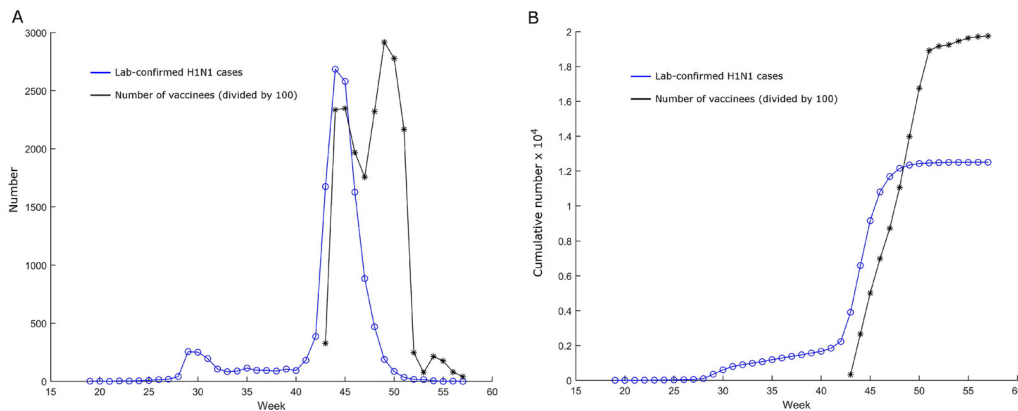 A
3000
2500
2000
1500
1000
500
0
Number
Lab-confirmed H1N1 cases
Number of vaccinees (divided by 100)
15 20 25 30 35 40 45 50 55 60
Week
B
2
1.8
1.6
1.4
1.2
1
0.8
0.6
0.4
0.2
0
Cumulative number x 10^4
Lab-confirmed H1N1 cases
Number of vaccinees (divided by 100)
15 20 25 30 35 40 45 50 55 60
Week